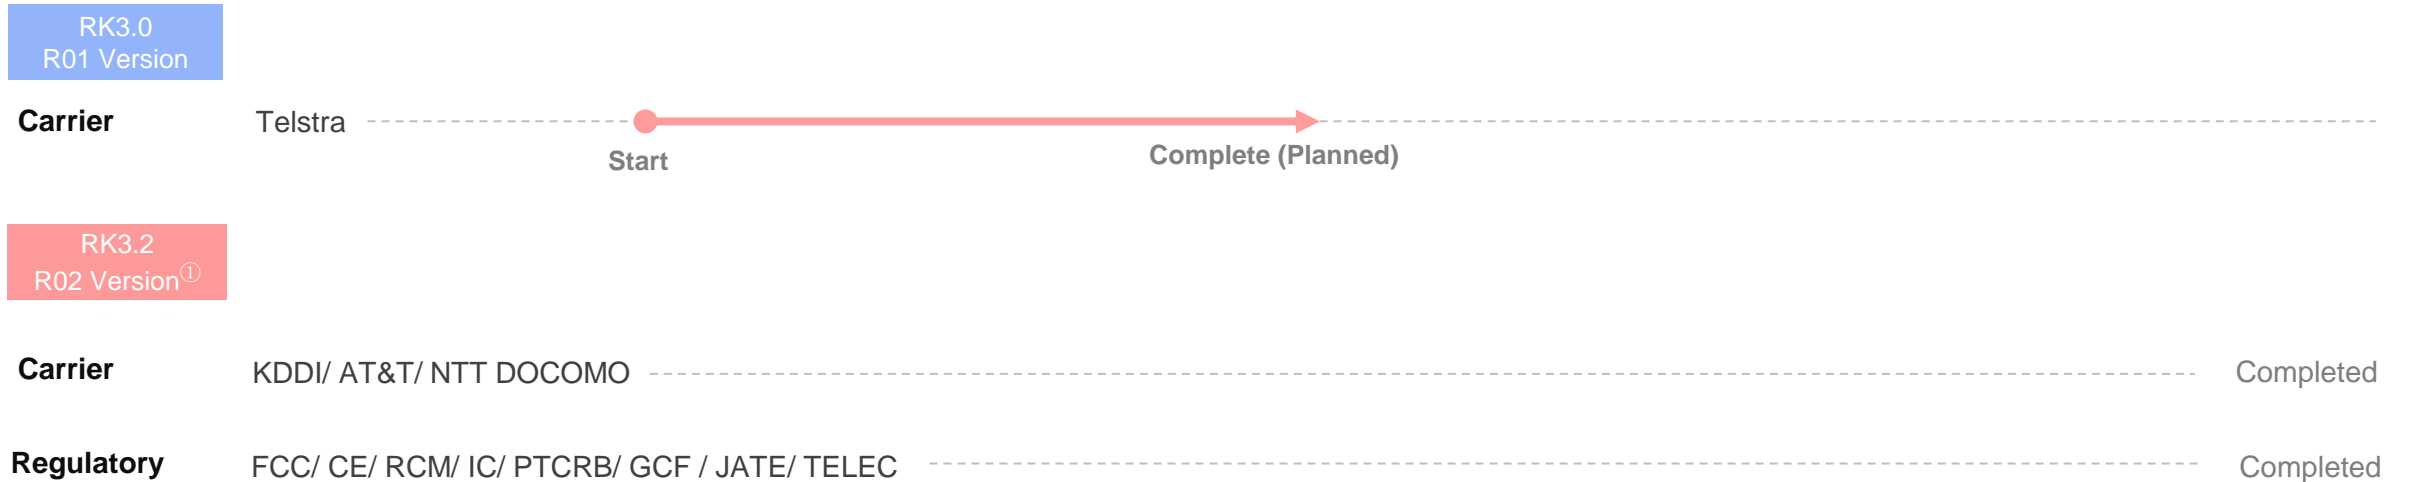 RK3.0
R01 Version
Carrier Telstra
Start Complete (Planned)
RK3.2
R02 Version①
Carrier KDDI/ AT&T/ NTT DOCOMO Completed
Regulatory FCC/ CE/ RCM/ IC/ PTCRB/ GCF / JATE/ TELEC Completed